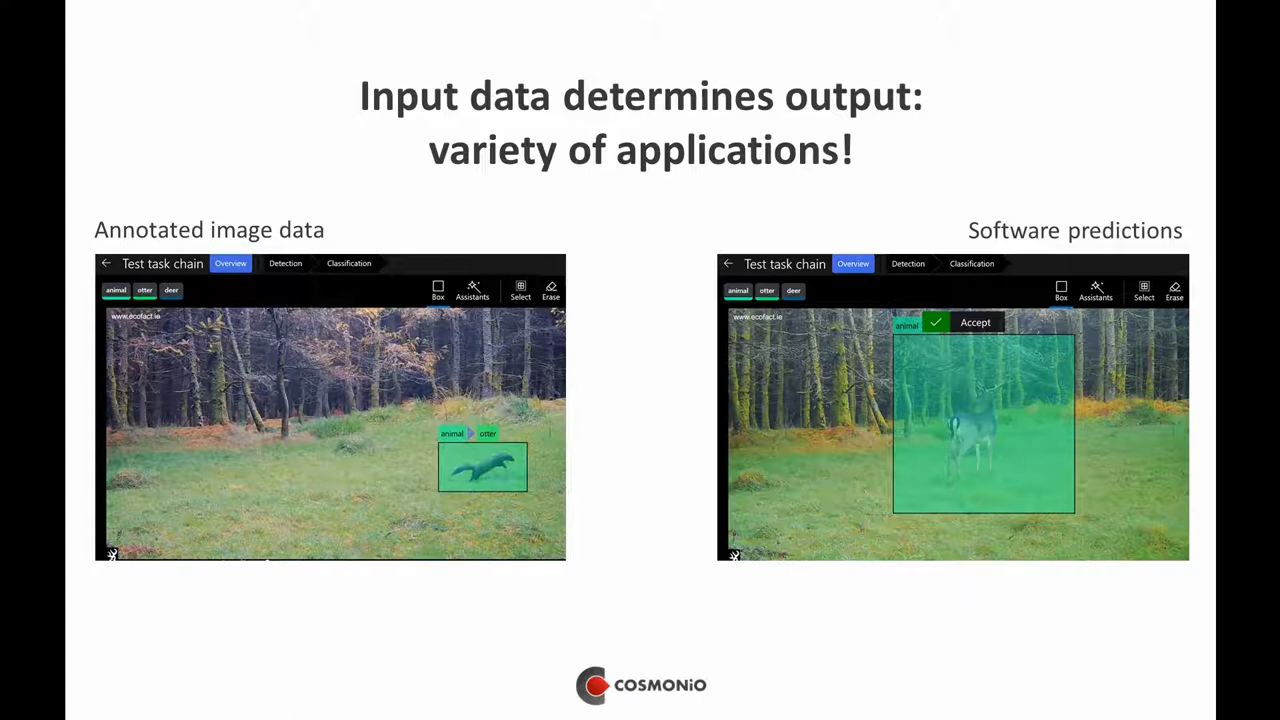 Input data determines output:
variety of applications!
Annotated image data
Software predictions
Test task chain Overview Detection Classification
animal otter deer
Box Assistants Select Erase
www.ecofact.ie
animal otter
Test task chain Overview Detection Classification
animal otter deer
Box Assistants Select Erase
www.ecofact.ie
animal Accept
COSMONiO